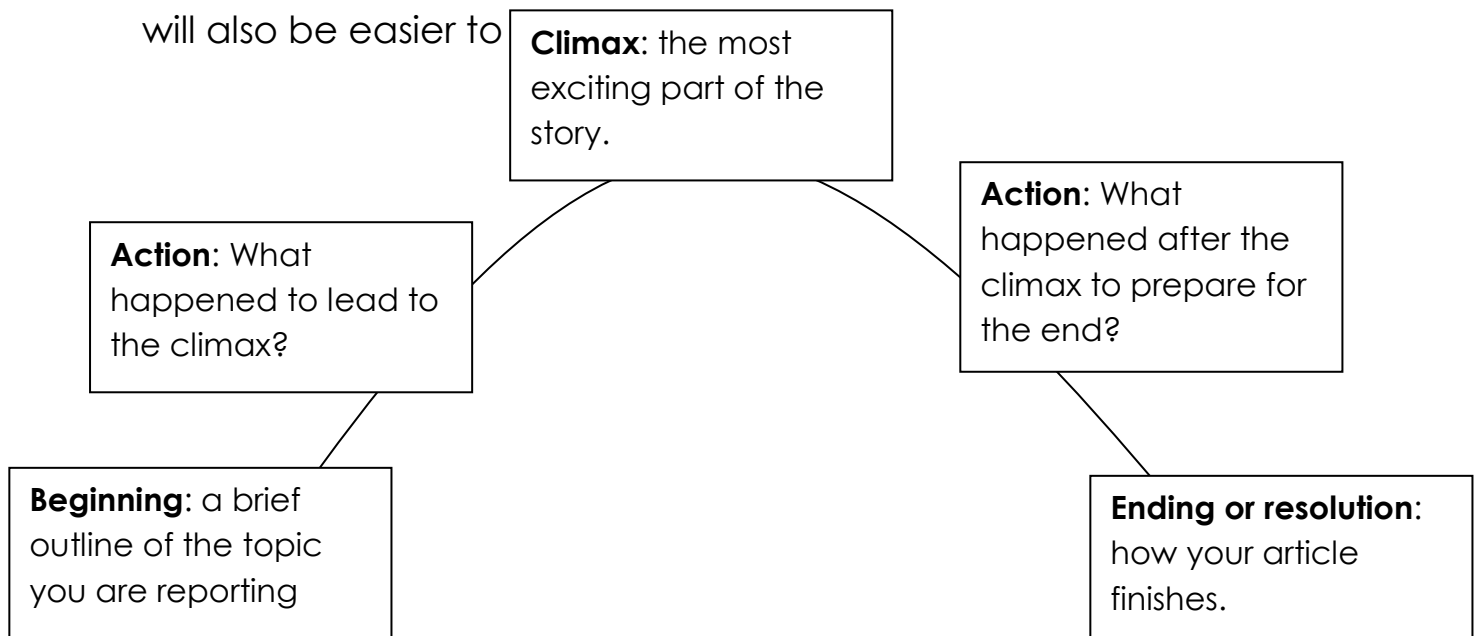 will also be easier to
Climax: the most
exciting part of the
story.
Action: What
happened to lead to
the climax?
Action: What
happened after the
climax to prepare for
the end?
Beginning: a brief
outline of the topic
you are reporting
Ending or resolution:
how your article
finishes.